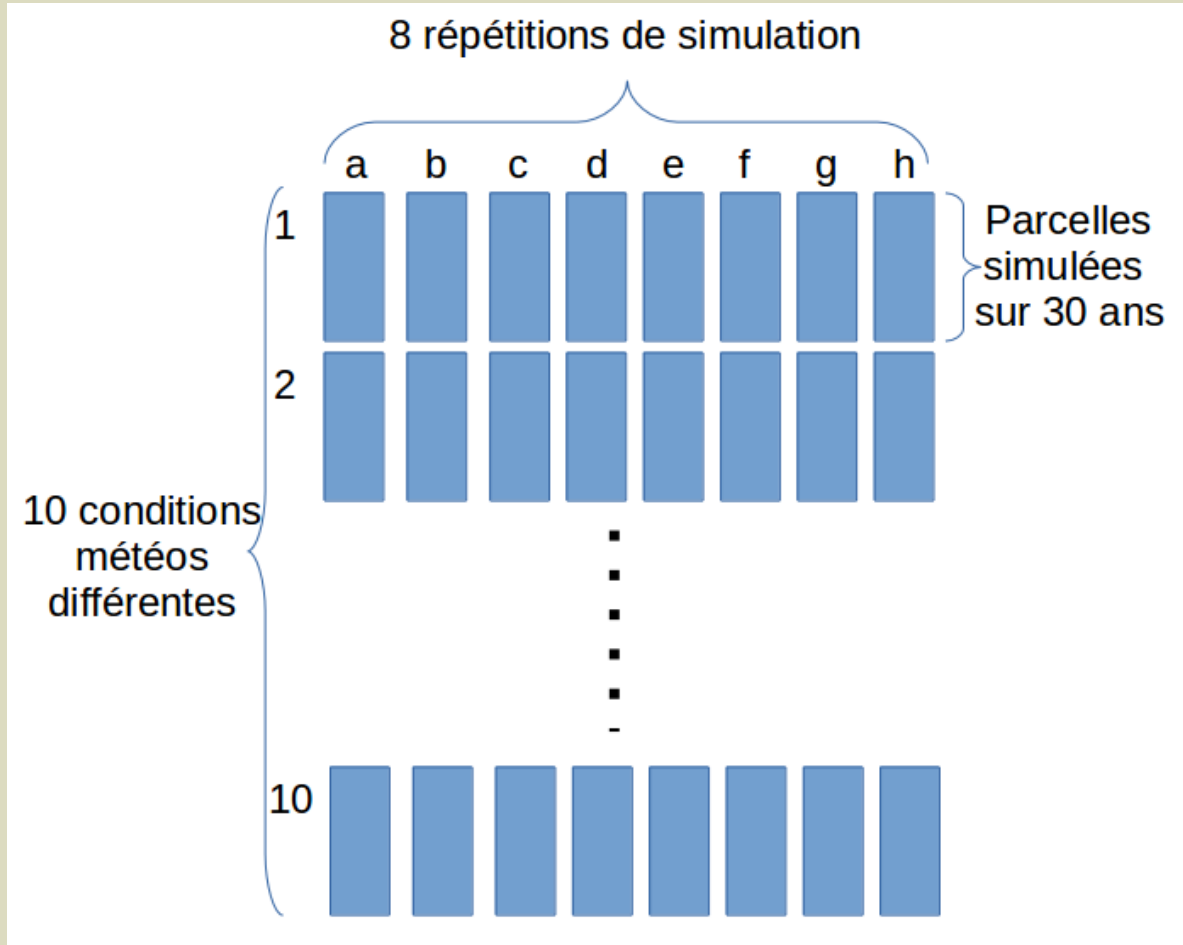 8 répétitions de simulation
a b c d e f g h
1
Parcelles
simulées
sur 30 ans
2
10 conditions
météos
différentes
10